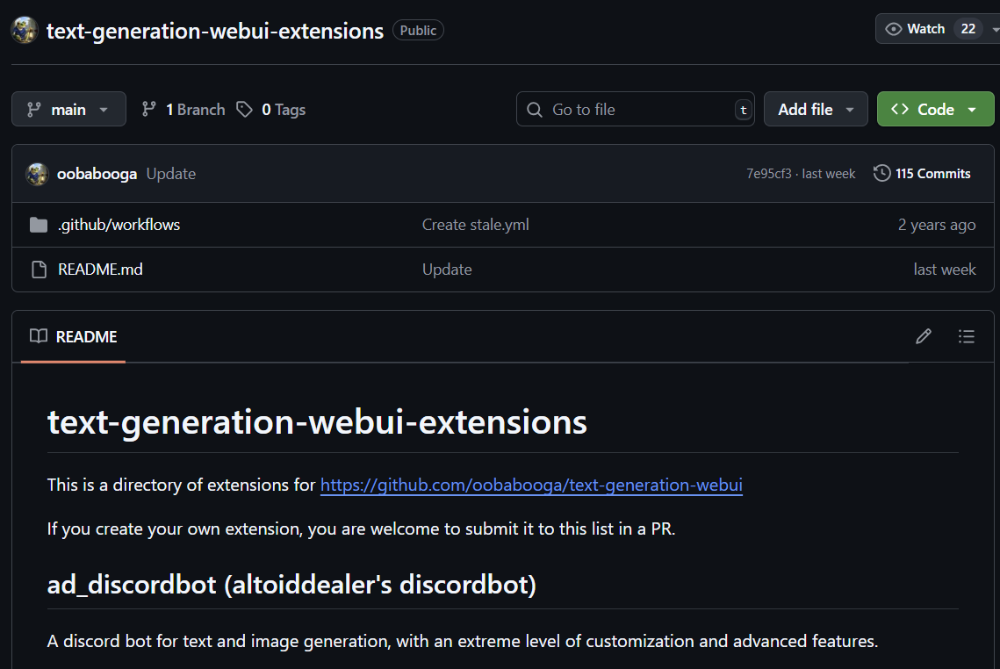 text-generation-webui-extensions Public Watch 22
main 1 Branch 0 Tags Go to file t Add file Code
oobabooga Update 7e95cf3 · last week 115 Commits
.github/workflows Create stale.yml 2 years ago
README.md Update last week
README
text-generation-webui-extensions
This is a directory of extensions for https://github.com/oobabooga/text-generation-webui
If you create your own extension, you are welcome to submit it to this list in a PR.
ad_discordbot (altoiddealer's discordbot)
A discord bot for text and image generation, with an extreme level of customization and advanced features.